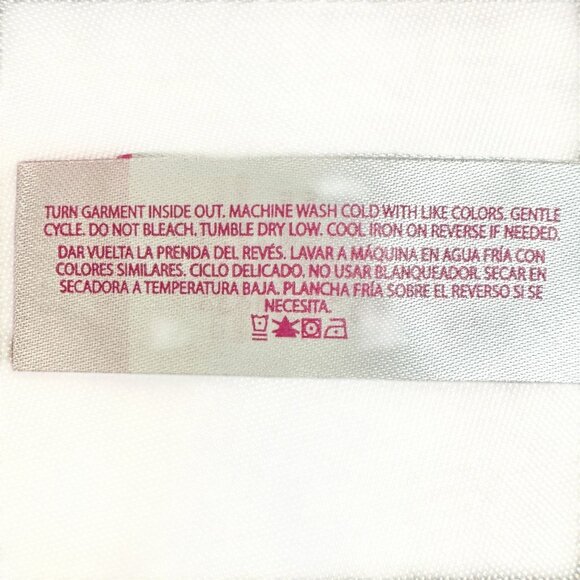 TURN GARMENT INSIDE OUT. MACHINE WASH COLD WITH LIKE COLORS. GENTLE
CYCLE. DO NOT BLEACH. TUMBLE DRY LOW. COOL IRON ON REVERSE IF NEEDED.
DAR VUELTA LA PRENDA DEL REVÉS. LAVAR A MÁQUINA EN AGUA FRÍA CON
COLORES SIMILARES. CICLO DELICADO. NO USAR BLANQUEADOR. SECAR EN
SECADORA A TEMPERATURA BAJA. PLANCHA FRÍA SOBRE EL REVERSO SI SE
NECESITA.